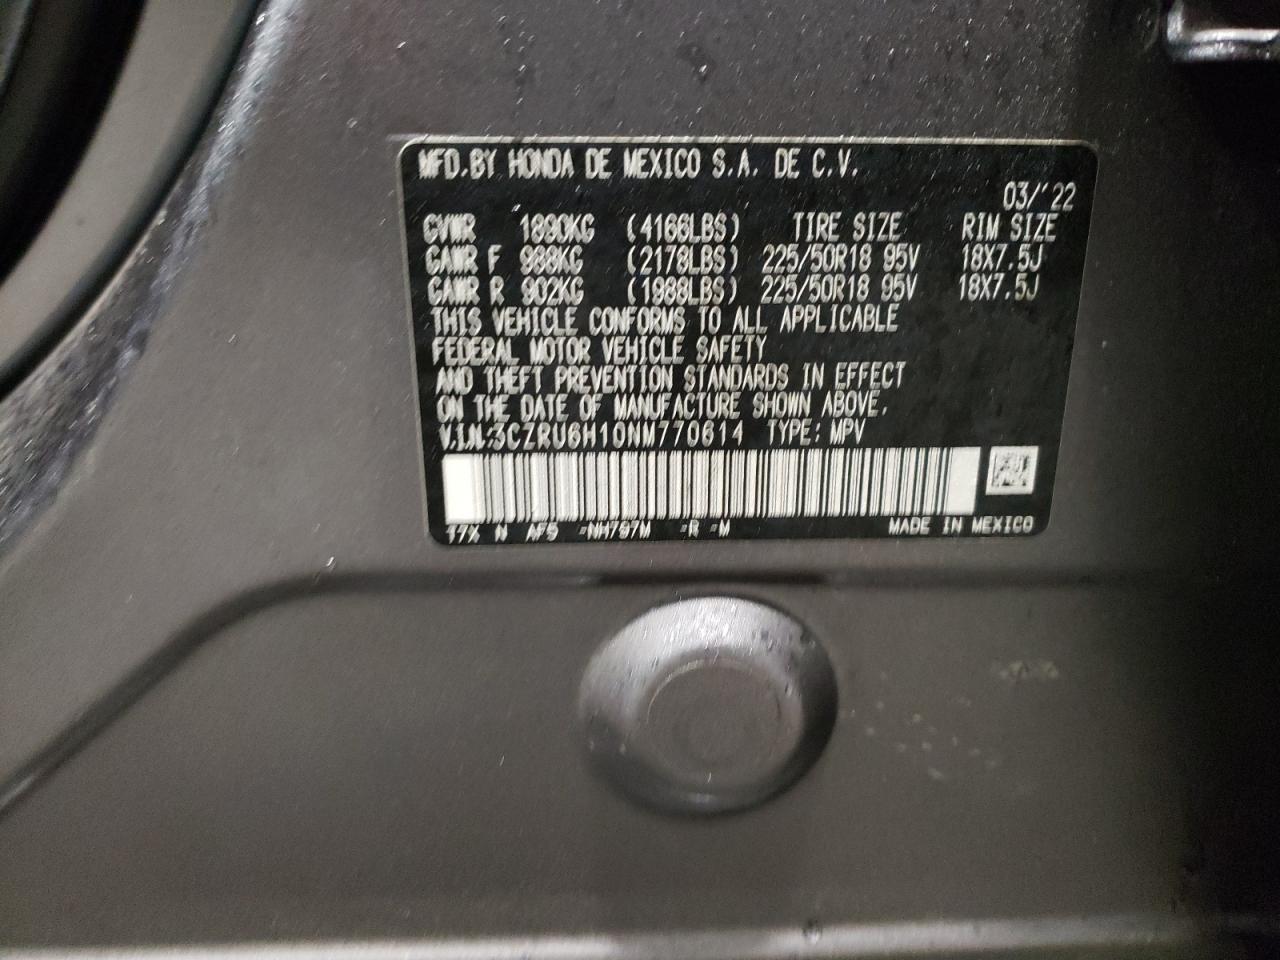 MFD.BY HONDA DE MEXICO S.A. DE C.V.
03/'22
GVWR 1890KG (4166LBS) TIRE SIZE RIM SIZE
GAWR F 988KG (2178LBS) 225/50R18 95V 18X7.5J
GAWR R 902KG (1988LBS) 225/50R18 95V 18X7.5J
THIS VEHICLE CONFORMS TO ALL APPLICABLE
FEDERAL MOTOR VEHICLE SAFETY
AND THEFT PREVENTION STANDARDS IN EFFECT
ON THE DATE OF MANUFACTURE SHOWN ABOVE.
V.I.N:3CZRU6H10NM770614 TYPE: MPV
17X N AF9 -NH797M -R -M MADE IN MEXICO